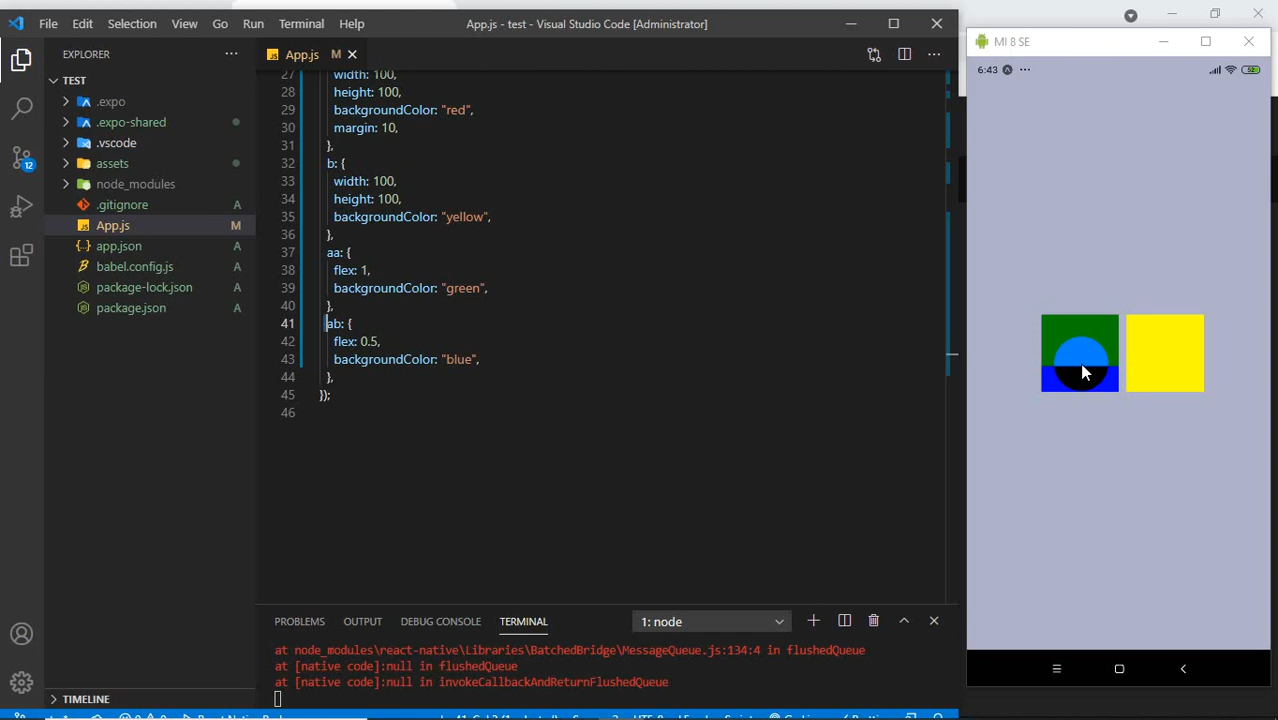 File Edit Selection View Go Run Terminal Help
App.js - test - Visual Studio Code [Administrator]
EXPLORER
App.js M
TEST
.expo
.expo-shared
.vscode
assets
node_modules
.gitignore A
App.js M
app.json A
babel.config.js A
package-lock.json A
package.json A
TIMELINE
12
27 width: 100,
28 height: 100,
29 backgroundColor: "red",
30 margin: 10,
31 },
32 b: {
33 width: 100,
34 height: 100,
35 backgroundColor: "yellow",
36 },
37 aa: {
38 flex: 1,
39 backgroundColor: "green",
40 },
41 ab: {
42 flex: 0.5,
43 backgroundColor: "blue",
44 },
45 });
46
PROBLEMS OUTPUT DEBUG CONSOLE TERMINAL 1: node
at node_modules\react-native\Libraries\BatchedBridge\MessageQueue.js:134:4 in flushedQueue
at [native code]:null in flushedQueue
at [native code]:null in invokeCallbackAndReturnFlushedQueue
MI 8 SE
6:43 52